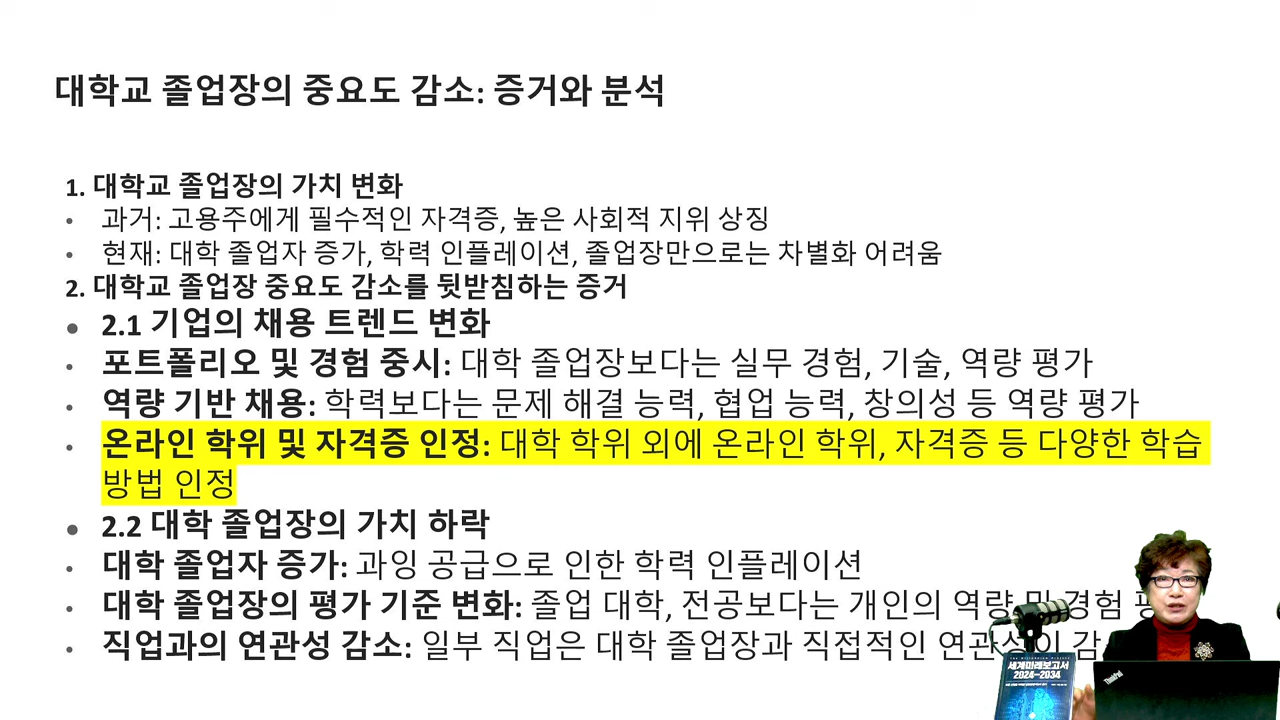 대학교 졸업장의 중요도 감소: 증거와 분석
1. 대학교 졸업장의 가치 변화
• 과거: 고용주에게 필수적인 자격증, 높은 사회적 지위 상징
• 현재: 대학 졸업자 증가, 학력 인플레이션, 졸업장만으로는 차별화 어려움
2. 대학교 졸업장 중요도 감소를 뒷받침하는 증거
• 2.1 기업의 채용 트렌드 변화
• 포트폴리오 및 경험 중시: 대학 졸업장보다는 실무 경험, 기술, 역량 평가
• 역량 기반 채용: 학력보다는 문제 해결 능력, 협업 능력, 창의성 등 역량 평가
• 온라인 학위 및 자격증 인정: 대학 학위 외에 온라인 학위, 자격증 등 다양한 학습
방법 인정
• 2.2 대학 졸업장의 가치 하락
• 대학 졸업자 증가: 과잉 공급으로 인한 학력 인플레이션
• 대학 졸업장의 평가 기준 변화: 졸업 대학, 전공보다는 개인의 역량 및 경험
• 직업과의 연관성 감소: 일부 직업은 대학 졸업장과 직접적인 연관성이
세계미래보고서
2024-2034
ThinkPad